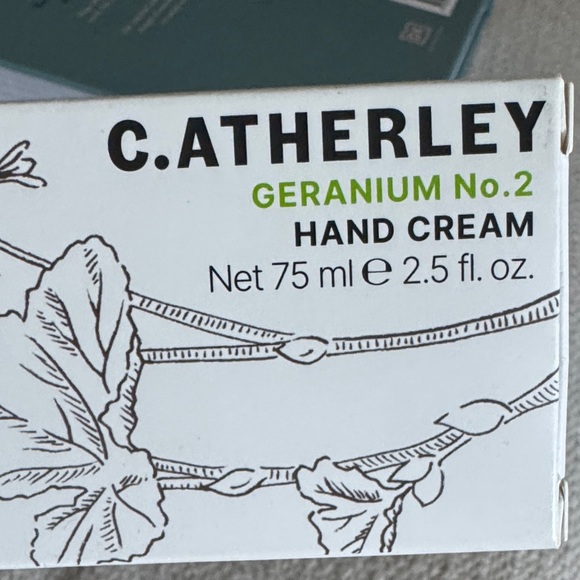 C.ATHERLEY
GERANIUM No.2
HAND CREAM
Net 75 ml ℮ 2.5 fl. oz.